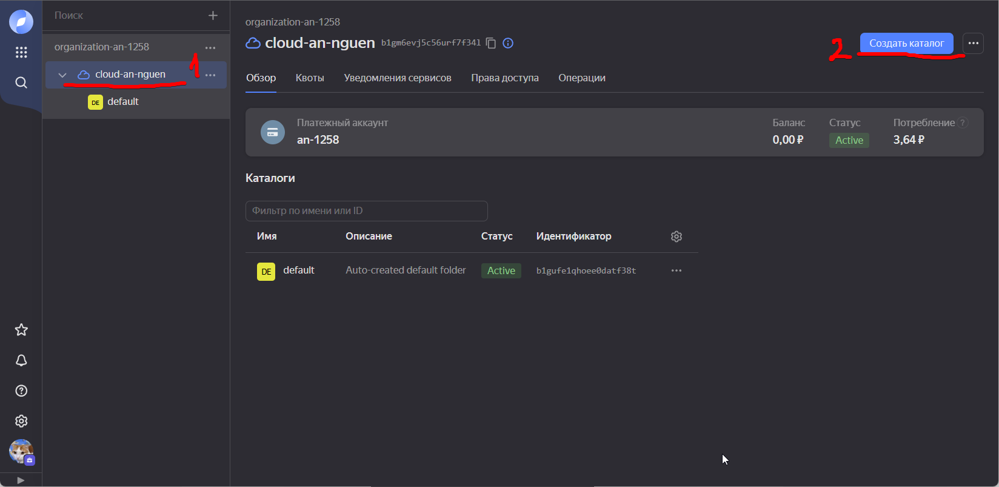 Поиск
organization-an-1258
cloud-an-nguen
1
DE default
organization-an-1258
cloud-an-nguen b1gm6evj5c56urf7f34l
2
Создать каталог
Обзор Квоты Уведомления сервисов Права доступа Операции
Платежный аккаунт Баланс Статус Потребление ?
an-1258 0,00 ₽ Active 3,64 ₽
Каталоги
Фильтр по имени или ID
Имя Описание Статус Идентификатор
DE default Auto-created default folder Active b1gufe1qhoee0datf38t